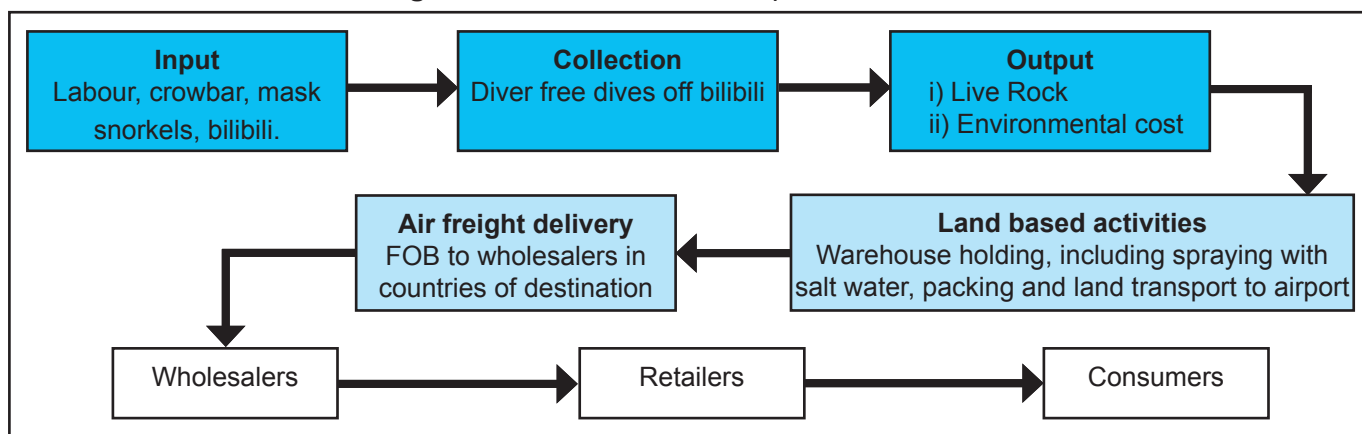 Input
Labour, crowbar, mask
snorkels, bilibili.
Collection
Diver free dives off bilibili
Output
i) Live Rock
ii) Environmental cost
Land based activities
Warehouse holding, including spraying with
salt water, packing and land transport to airport
Air freight delivery
FOB to wholesalers in
countries of destination
Wholesalers
Retailers
Consumers